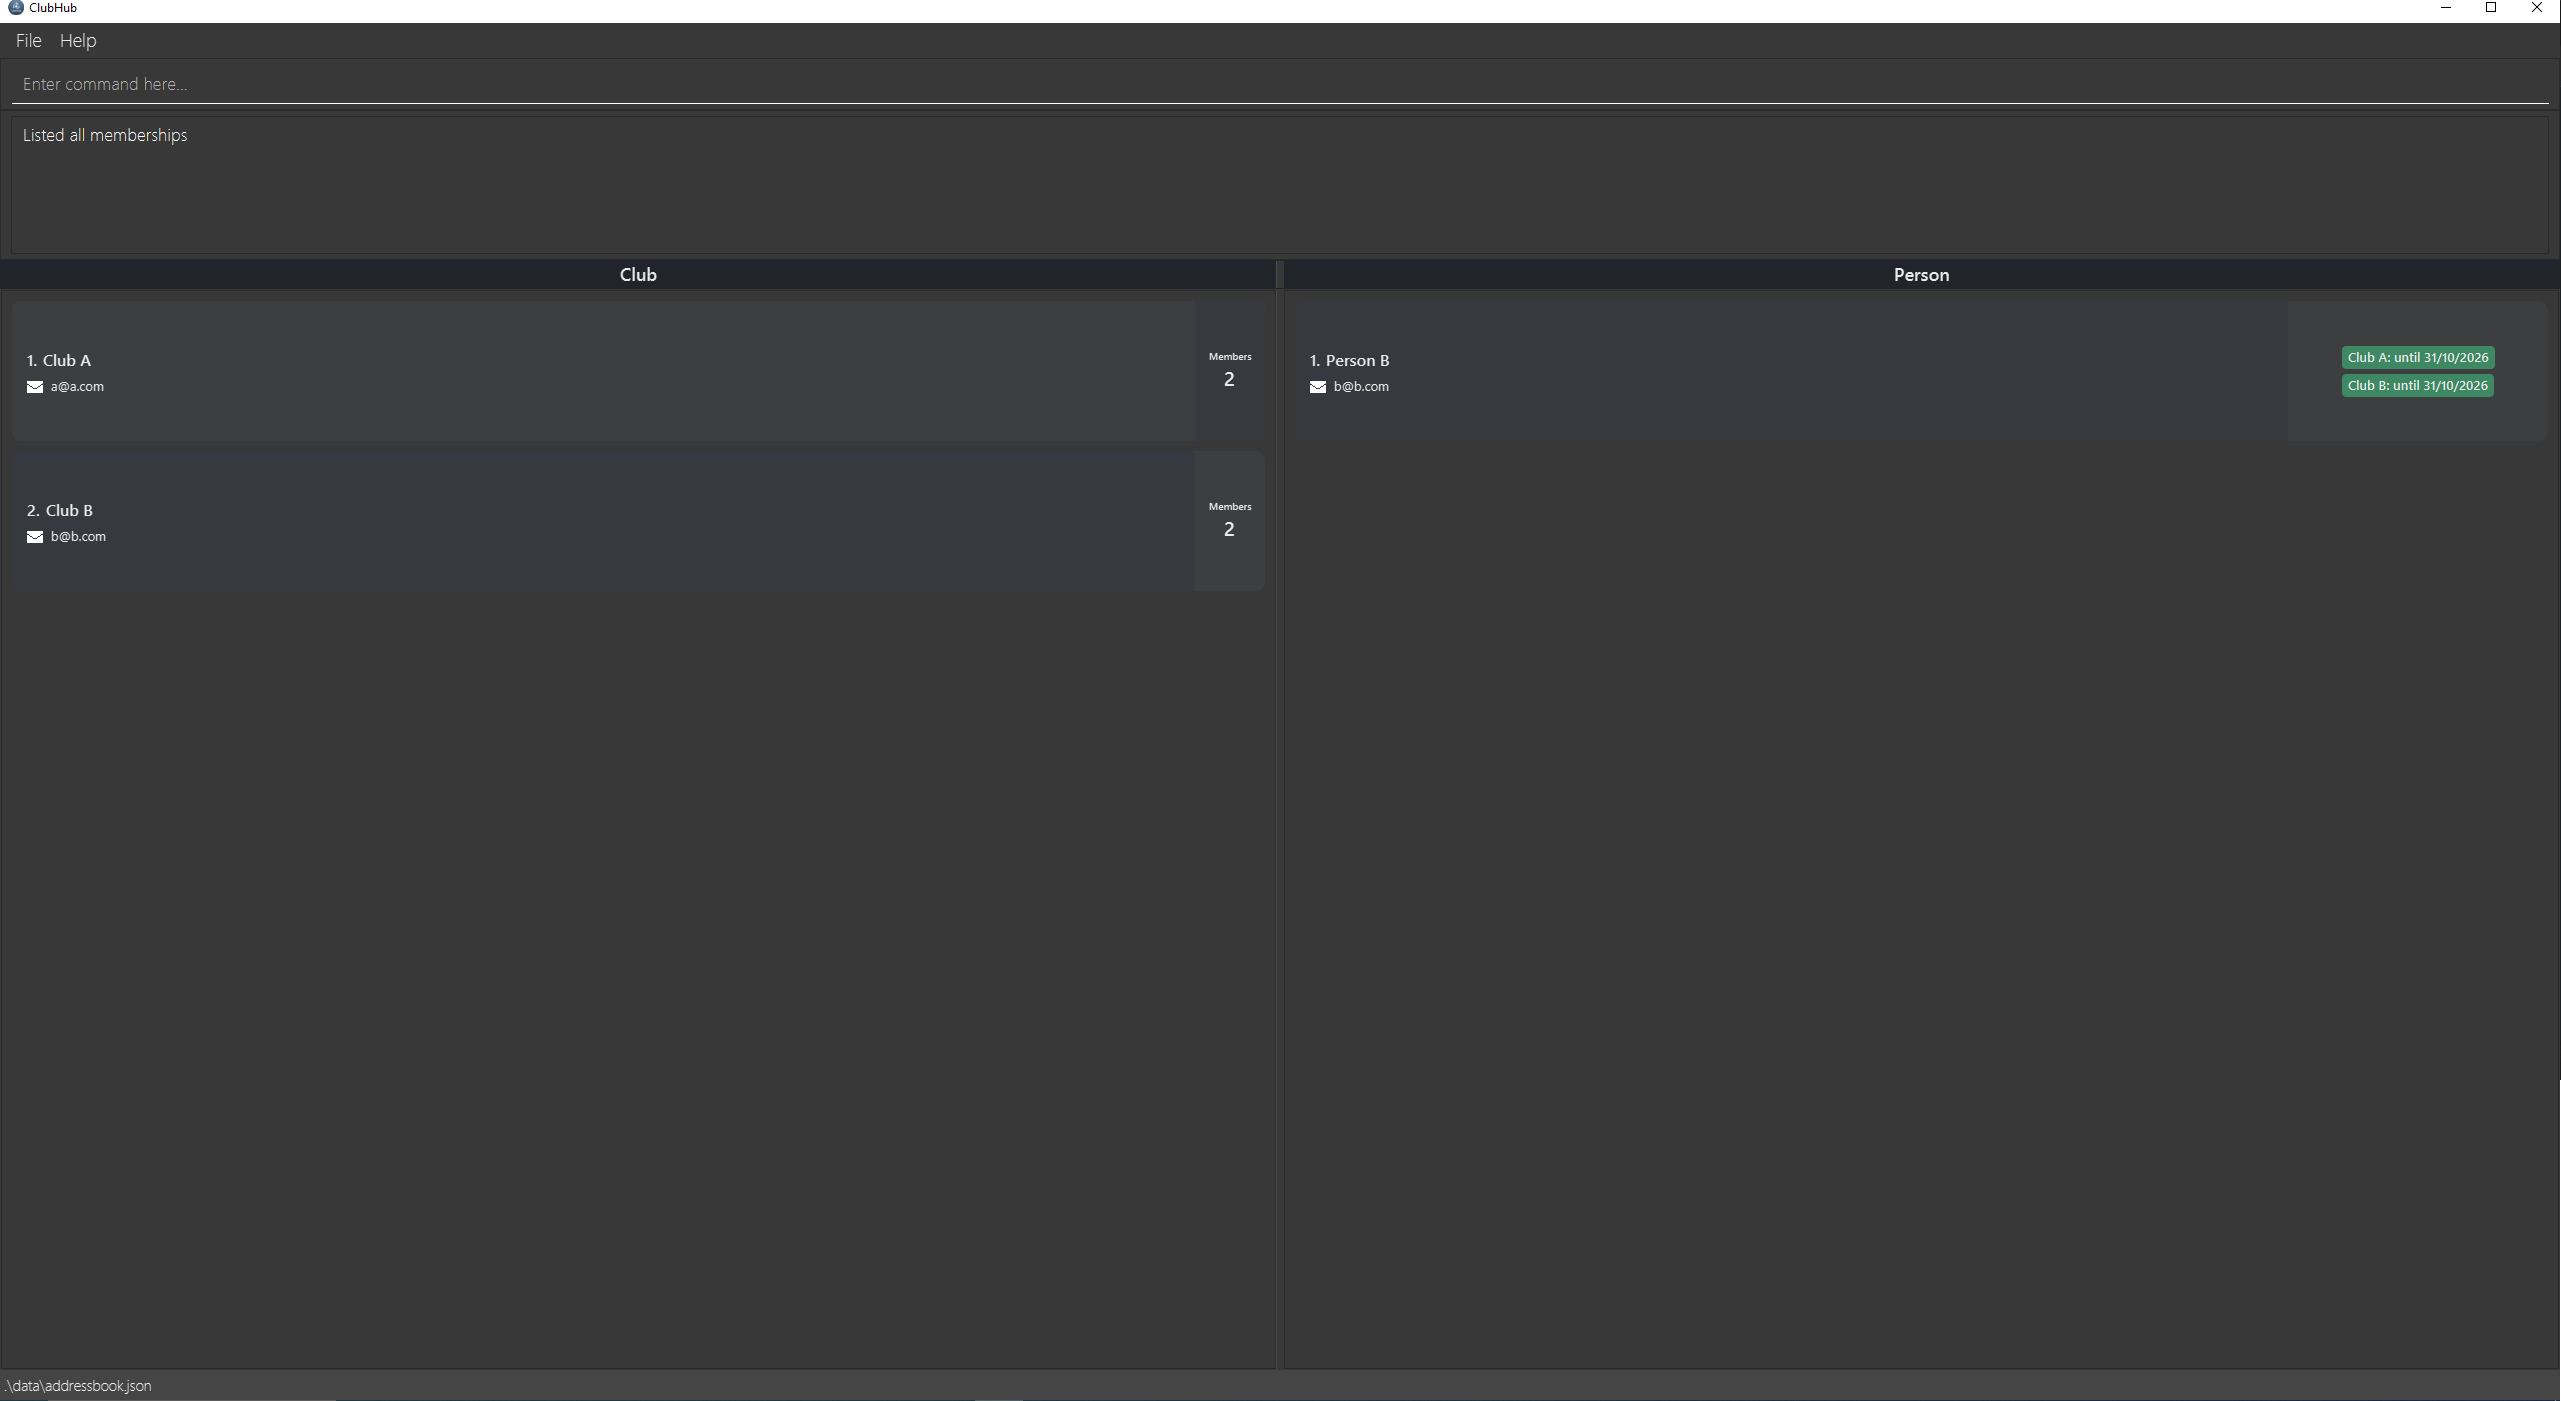 ClubHub
File Help
Enter command here...
Listed all memberships
Club
1. Club A
a@a.com
Members
2
2. Club B
b@b.com
Members
2
Person
1. Person B
b@b.com
Club A: until 31/10/2026
Club B: until 31/10/2026
.\data\addressbook.json